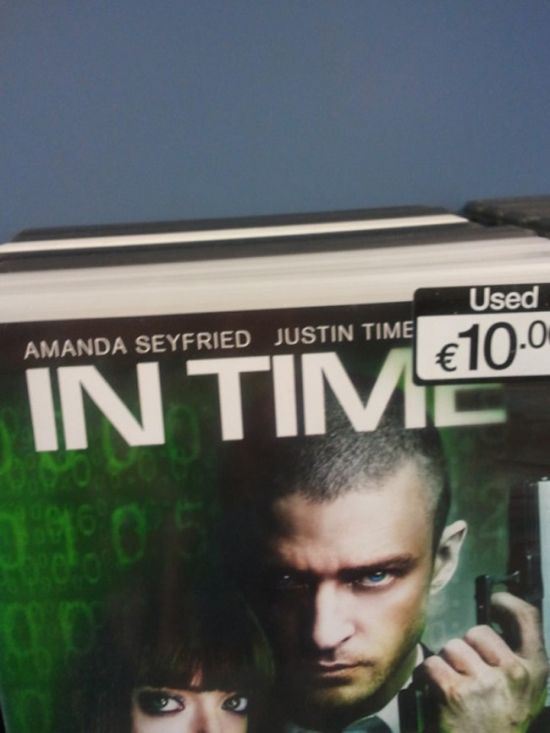 Used
€10.0
AMANDA SEYFRIED JUSTIN TIME
IN TIME